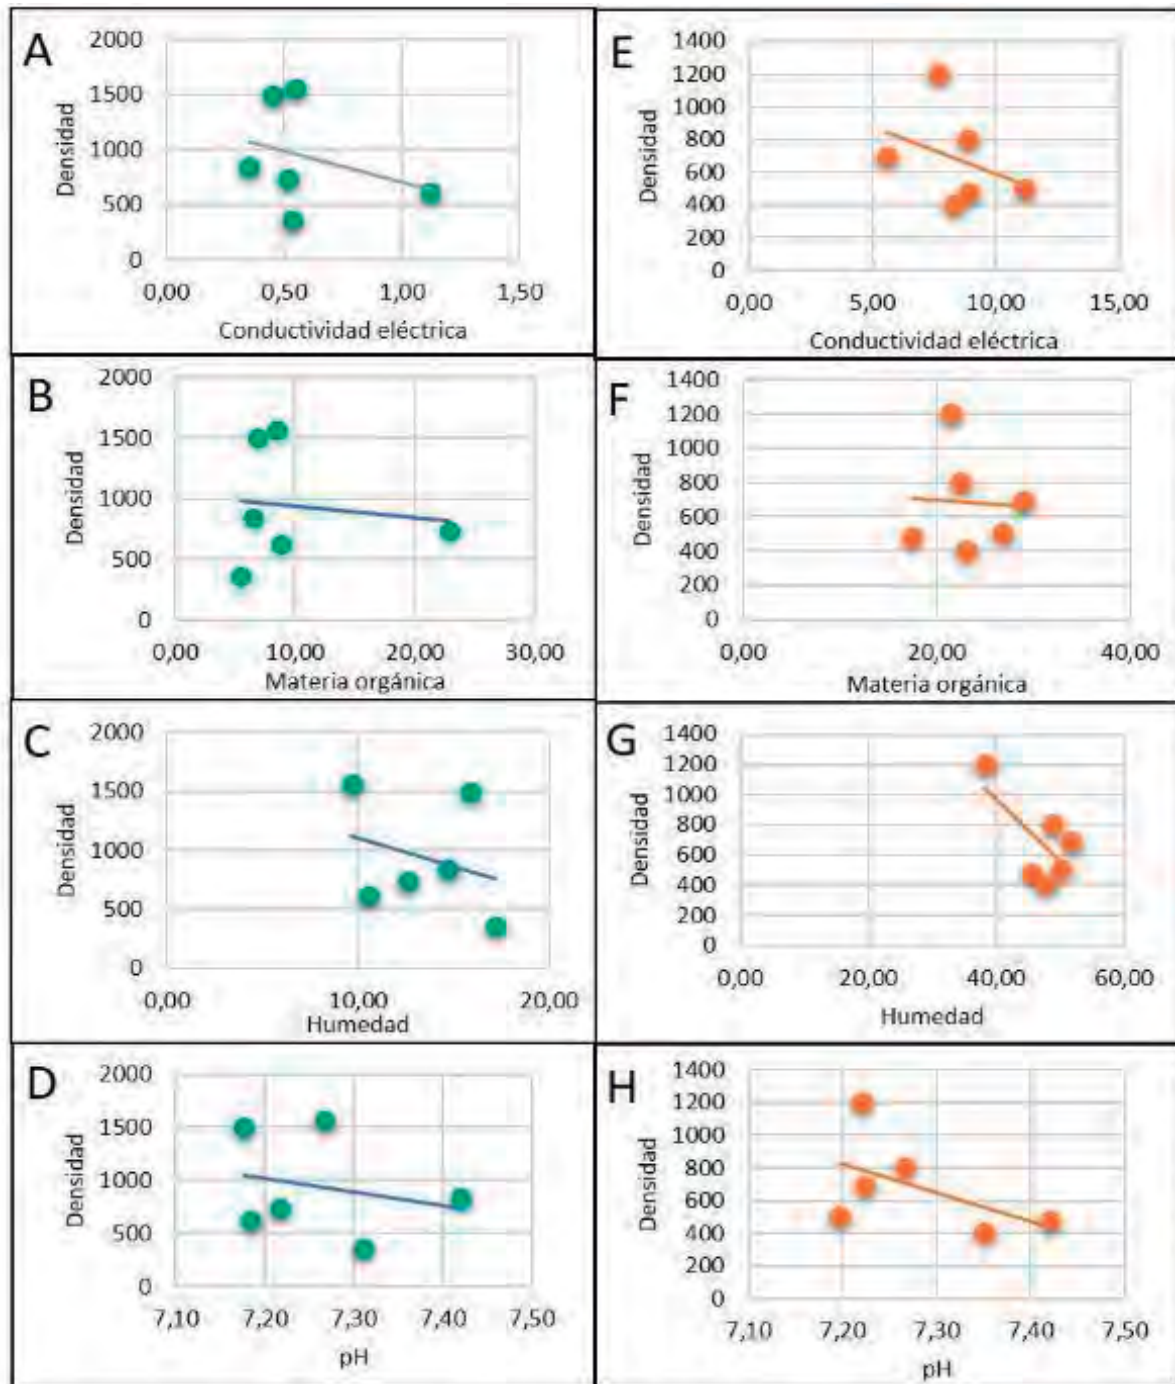 A
Densidad
2000
1500
1000
500
0
0,00 0,50 1,00 1,50
Conductividad eléctrica
E
Densidad
1400
1200
1000
800
600
400
200
0
0,00 5,00 10,00 15,00
Conductividad eléctrica
B
Densidad
2000
1500
1000
500
0
0,00 10,00 20,00 30,00
Materia orgánica
F
Densidad
1400
1200
1000
800
600
400
200
0
0,00 20,00 40,00
Materia orgánica
C
Densidad
2000
1500
1000
500
0
0,00 10,00 20,00
Humedad
G
Densidad
1400
1200
1000
800
600
400
200
0
0,00 20,00 40,00 60,00
Humedad
D
Densidad
2000
1500
1000
500
0
7,10 7,20 7,30 7,40 7,50
pH
H
Densidad
1400
1200
1000
800
600
400
200
0
7,10 7,20 7,30 7,40 7,50
pH